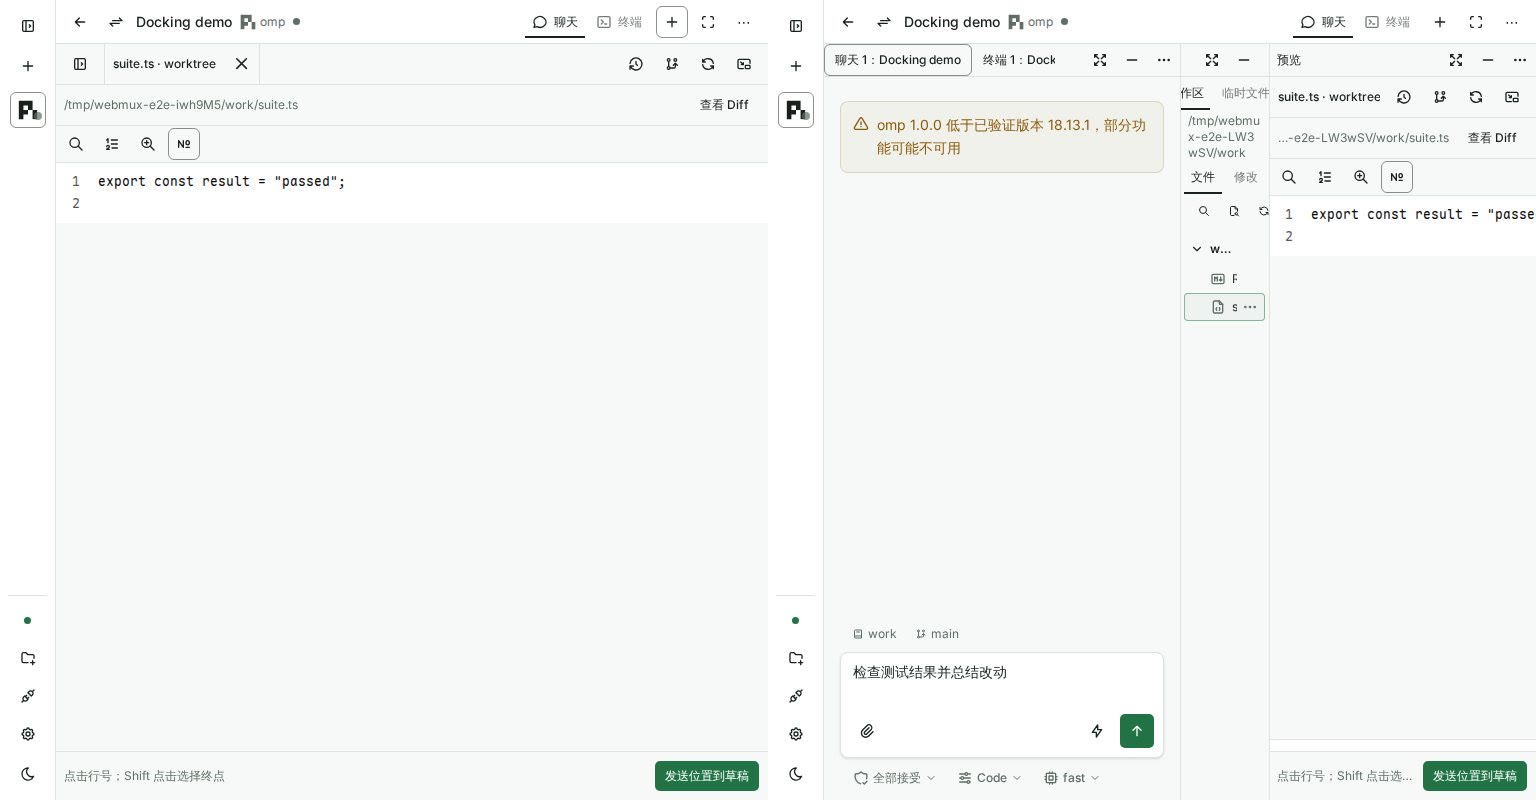 Docking demo omp 聊天 终端
suite.ts · worktree
/tmp/webmux-e2e-iwh9M5/work/suite.ts 查看 Diff
№
1 export const result = "passed";
2
点击行号；Shift 点击选择终点 发送位置到草稿
Docking demo omp 聊天 终端
聊天 1：Docking demo 终端 1：Dock
omp 1.0.0 低于已验证版本 18.13.1，部分功
能可能不可用
work main
检查测试结果并总结改动
全部接受 Code fast
作区 临时文件
/tmp/webmu
x-e2e-LW3
wSV/work
文件 修改
w...
s
预览
suite.ts · worktree
...-e2e-LW3wSV/work/suite.ts 查看 Diff
№
1 export const result = "passe
2
点击行号；Shift 点击选... 发送位置到草稿